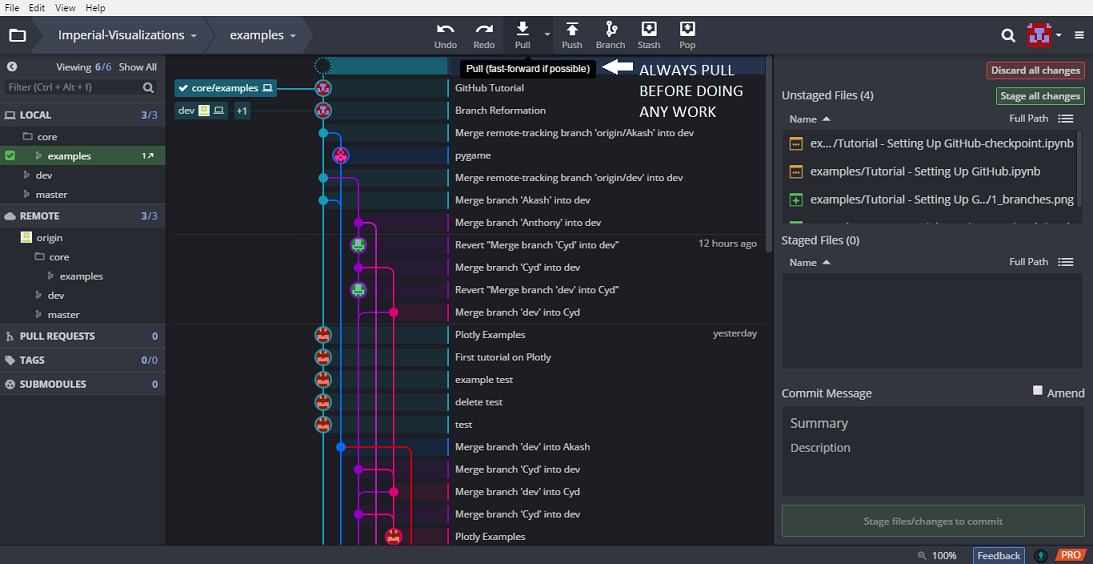 File Edit View Help
Imperial-Visualizations
examples
Undo
Redo
Pull
Push
Branch
Stash
Pop
Viewing 6/6 Show All
Filter (Ctrl + Alt + f)
LOCAL 3/3
core
examples 1
dev
master
REMOTE 3/3
origin
core
examples
dev
master
PULL REQUESTS 0
TAGS 0/0
SUBMODULES 0
Pull (fast-forward if possible)
ALWAYS PULL
BEFORE DOING
ANY WORK
core/examples
GitHub Tutorial
dev +1
Branch Reformation
Merge remote-tracking branch 'origin/Akash' into dev
pygame
Merge remote-tracking branch 'origin/dev' into dev
Merge branch 'Akash' into dev
Merge branch 'Anthony' into dev
Revert "Merge branch 'Cyd' into dev" 12 hours ago
Merge branch 'Cyd' into dev
Revert "Merge branch 'dev' into Cyd"
Merge branch 'dev' into Cyd
Plotly Examples yesterday
First tutorial on Plotly
example test
delete test
test
Merge branch 'dev' into Akash
Merge branch 'Cyd' into dev
Merge branch 'dev' into Cyd
Merge branch 'Cyd' into dev
Plotly Examples
Discard all changes
Unstaged Files (4)
Stage all changes
Name Full Path
ex… /Tutorial - Setting Up GitHub-checkpoint.ipynb
examples/Tutorial - Setting Up GitHub.ipynb
examples/Tutorial - Setting Up G../1_branches.png
Staged Files (0)
Name Full Path
Commit Message
Amend
Summary
Description
Stage files/changes to commit
100%
Feedback
PRO